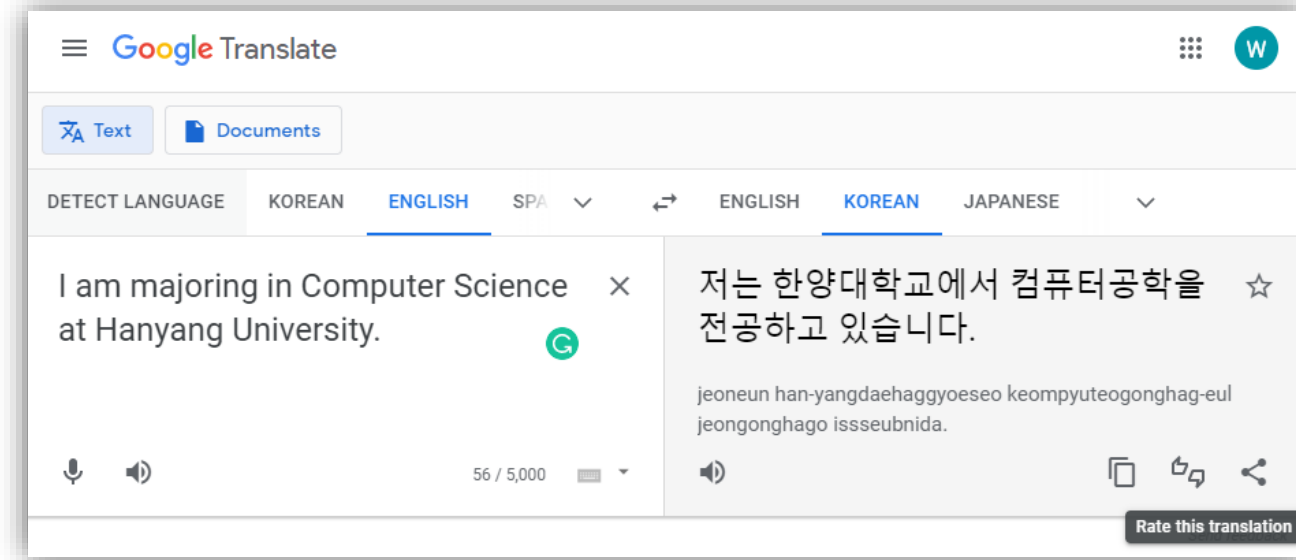 Google Translate
W
Text
Documents
DETECT LANGUAGE KOREAN ENGLISH SPA ENGLISH KOREAN JAPANESE
I am majoring in Computer Science
at Hanyang University.
56 / 5,000
저는 한양대학교에서 컴퓨터공학을
전공하고 있습니다.
jeoneun han-yangdaehaggyoeseo keompyuteogonghag-eul
jeongonghago issseubnida.
Rate this translation